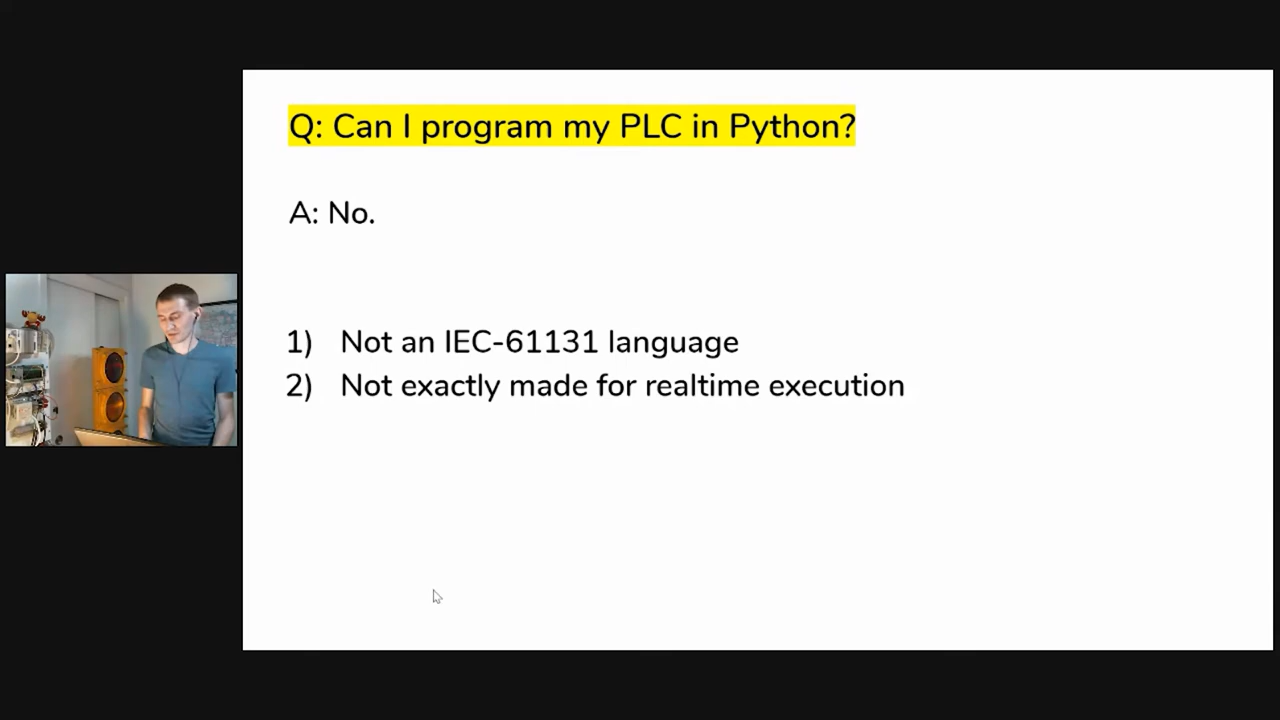 Q: Can I program my PLC in Python?
A: No.
1) Not an IEC-61131 language
2) Not exactly made for realtime execution